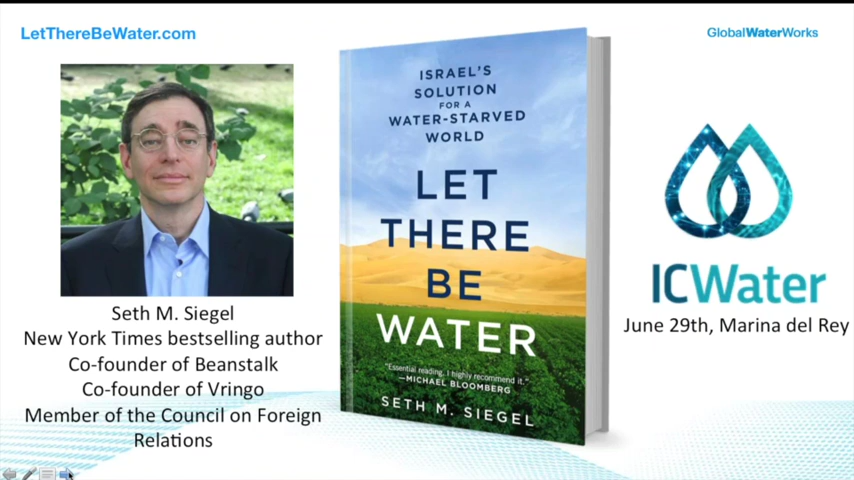 LetThereBeWater.com
GlobalWaterWorks
ISRAEL'S
SOLUTION
FOR A
WATER-STARVED
WORLD
LET
THERE
BE
WATER
"Essential reading. I highly recommend it."
—MICHAEL BLOOMBERG
SETH M. SIEGEL
Seth M. Siegel
New York Times bestselling author
Co-founder of Beanstalk
Co-founder of Vringo
Member of the Council on Foreign
Relations
ICWater
June 29th, Marina del Rey